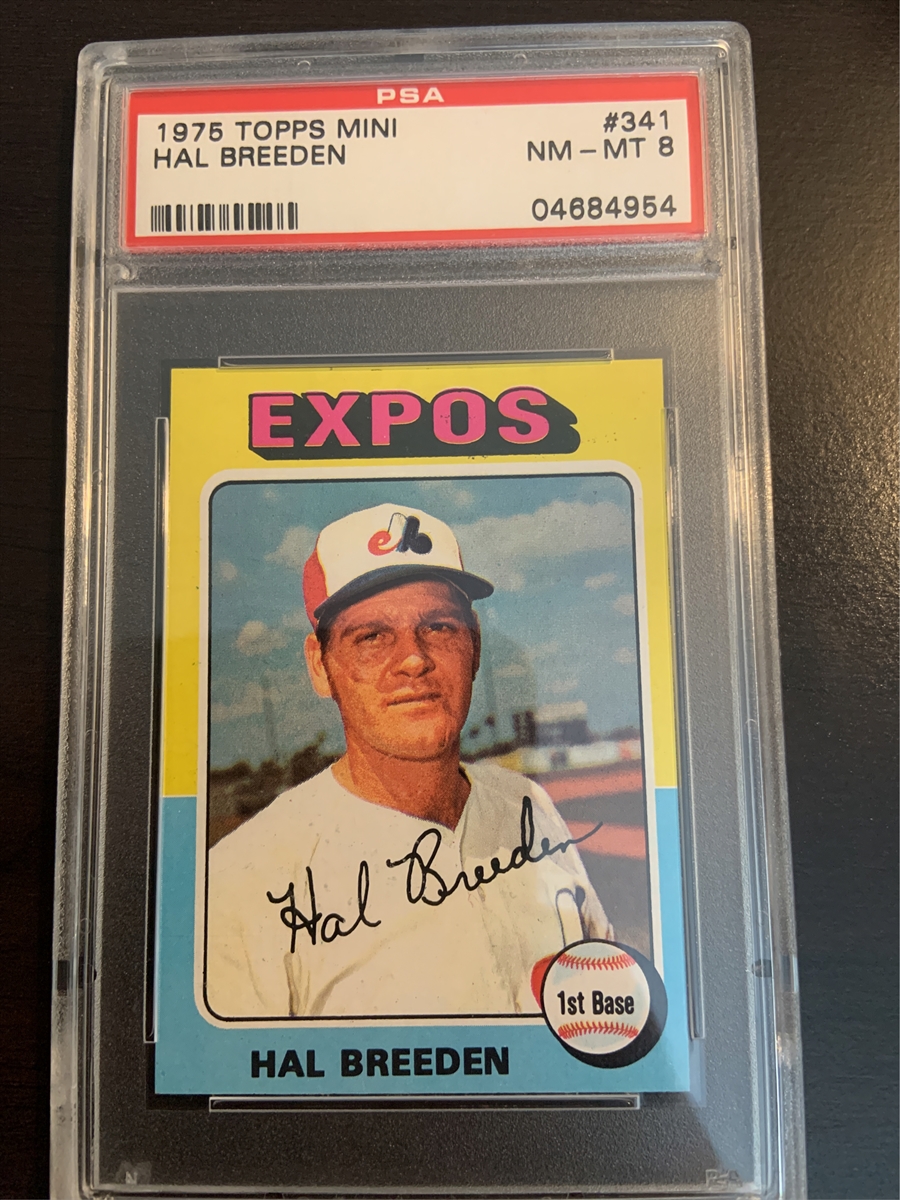 PSA
1975 TOPPS MINI #341
HAL BREEDEN NM - MT 8
04684954
EXPOS
Hal Breeden
1st Base
HAL BREEDEN